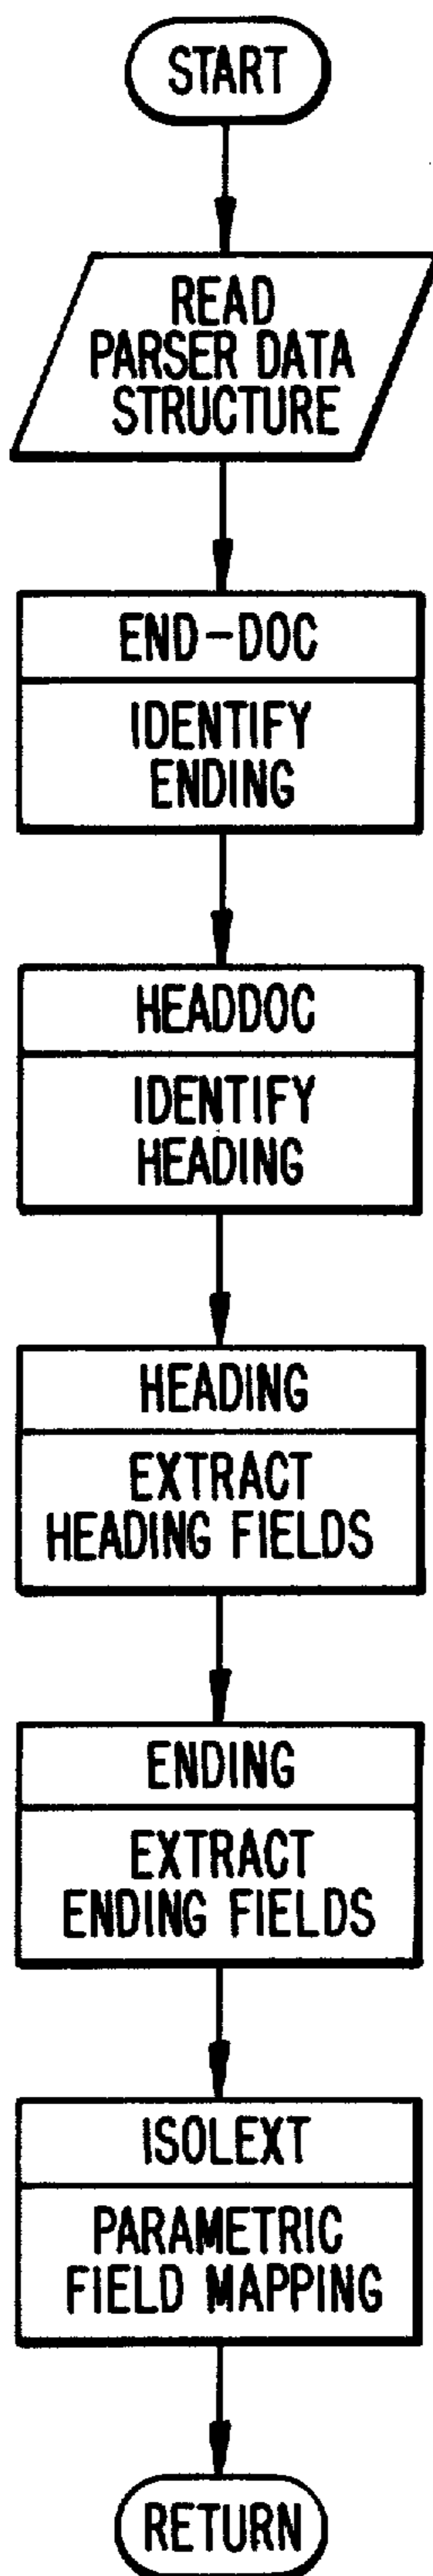 START
READ
PARSER DATA
STRUCTURE
END-DOC
IDENTIFY
ENDING
HEADDOC
IDENTIFY
HEADING
HEADING
EXTRACT
HEADING FIELDS
ENDING
EXTRACT
ENDING FIELDS
ISOLEXT
PARAMETRIC
FIELD MAPPING
RETURN